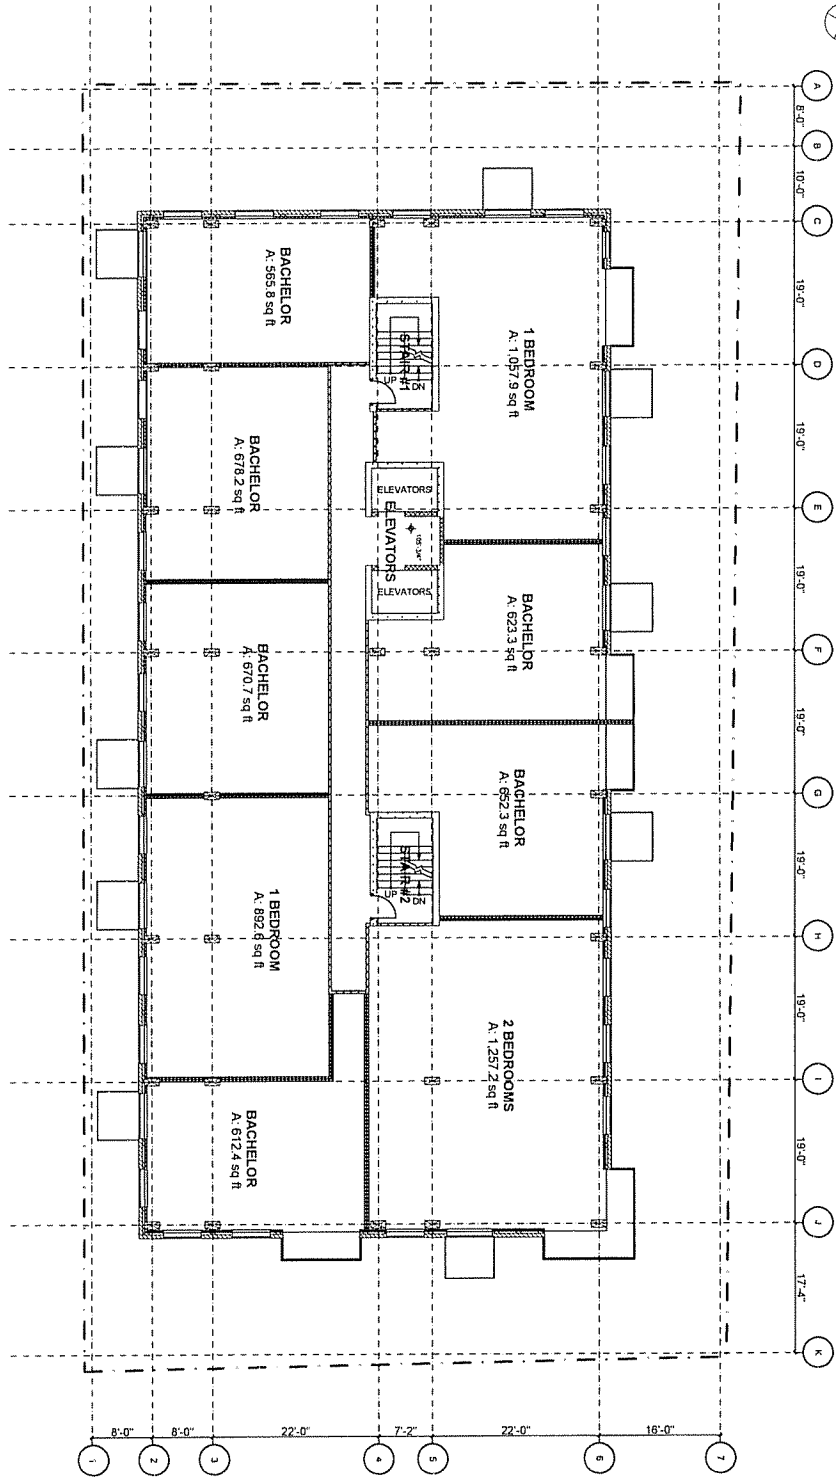 A
8'-0"
B
10'-0"
C
19'-0"
D
19'-0"
E
19'-0"
F
19'-0"
G
19'-0"
H
19'-0"
I
19'-0"
J
17'-4"
K
BACHELOR
A: 565.8 sq ft
1 BEDROOM
A: 1,057.9 sq ft
STAIR #1
UP
DN
BACHELOR
A: 678.2 sq ft
ELEVATORS
ELEVATORS
ELEVATORS
BACHELOR
A: 623.3 sq ft
BACHELOR
A: 670.7 sq ft
BACHELOR
A: 652.3 sq ft
STAIR #2
UP
DN
1 BEDROOM
A: 892.6 sq ft
2 BEDROOMS
A: 1,257.2 sq ft
BACHELOR
A: 612.4 sq ft
8'-0"
8'-0"
22'-0"
7'-2"
22'-0"
16'-0"
1
2
3
4
5
6
7